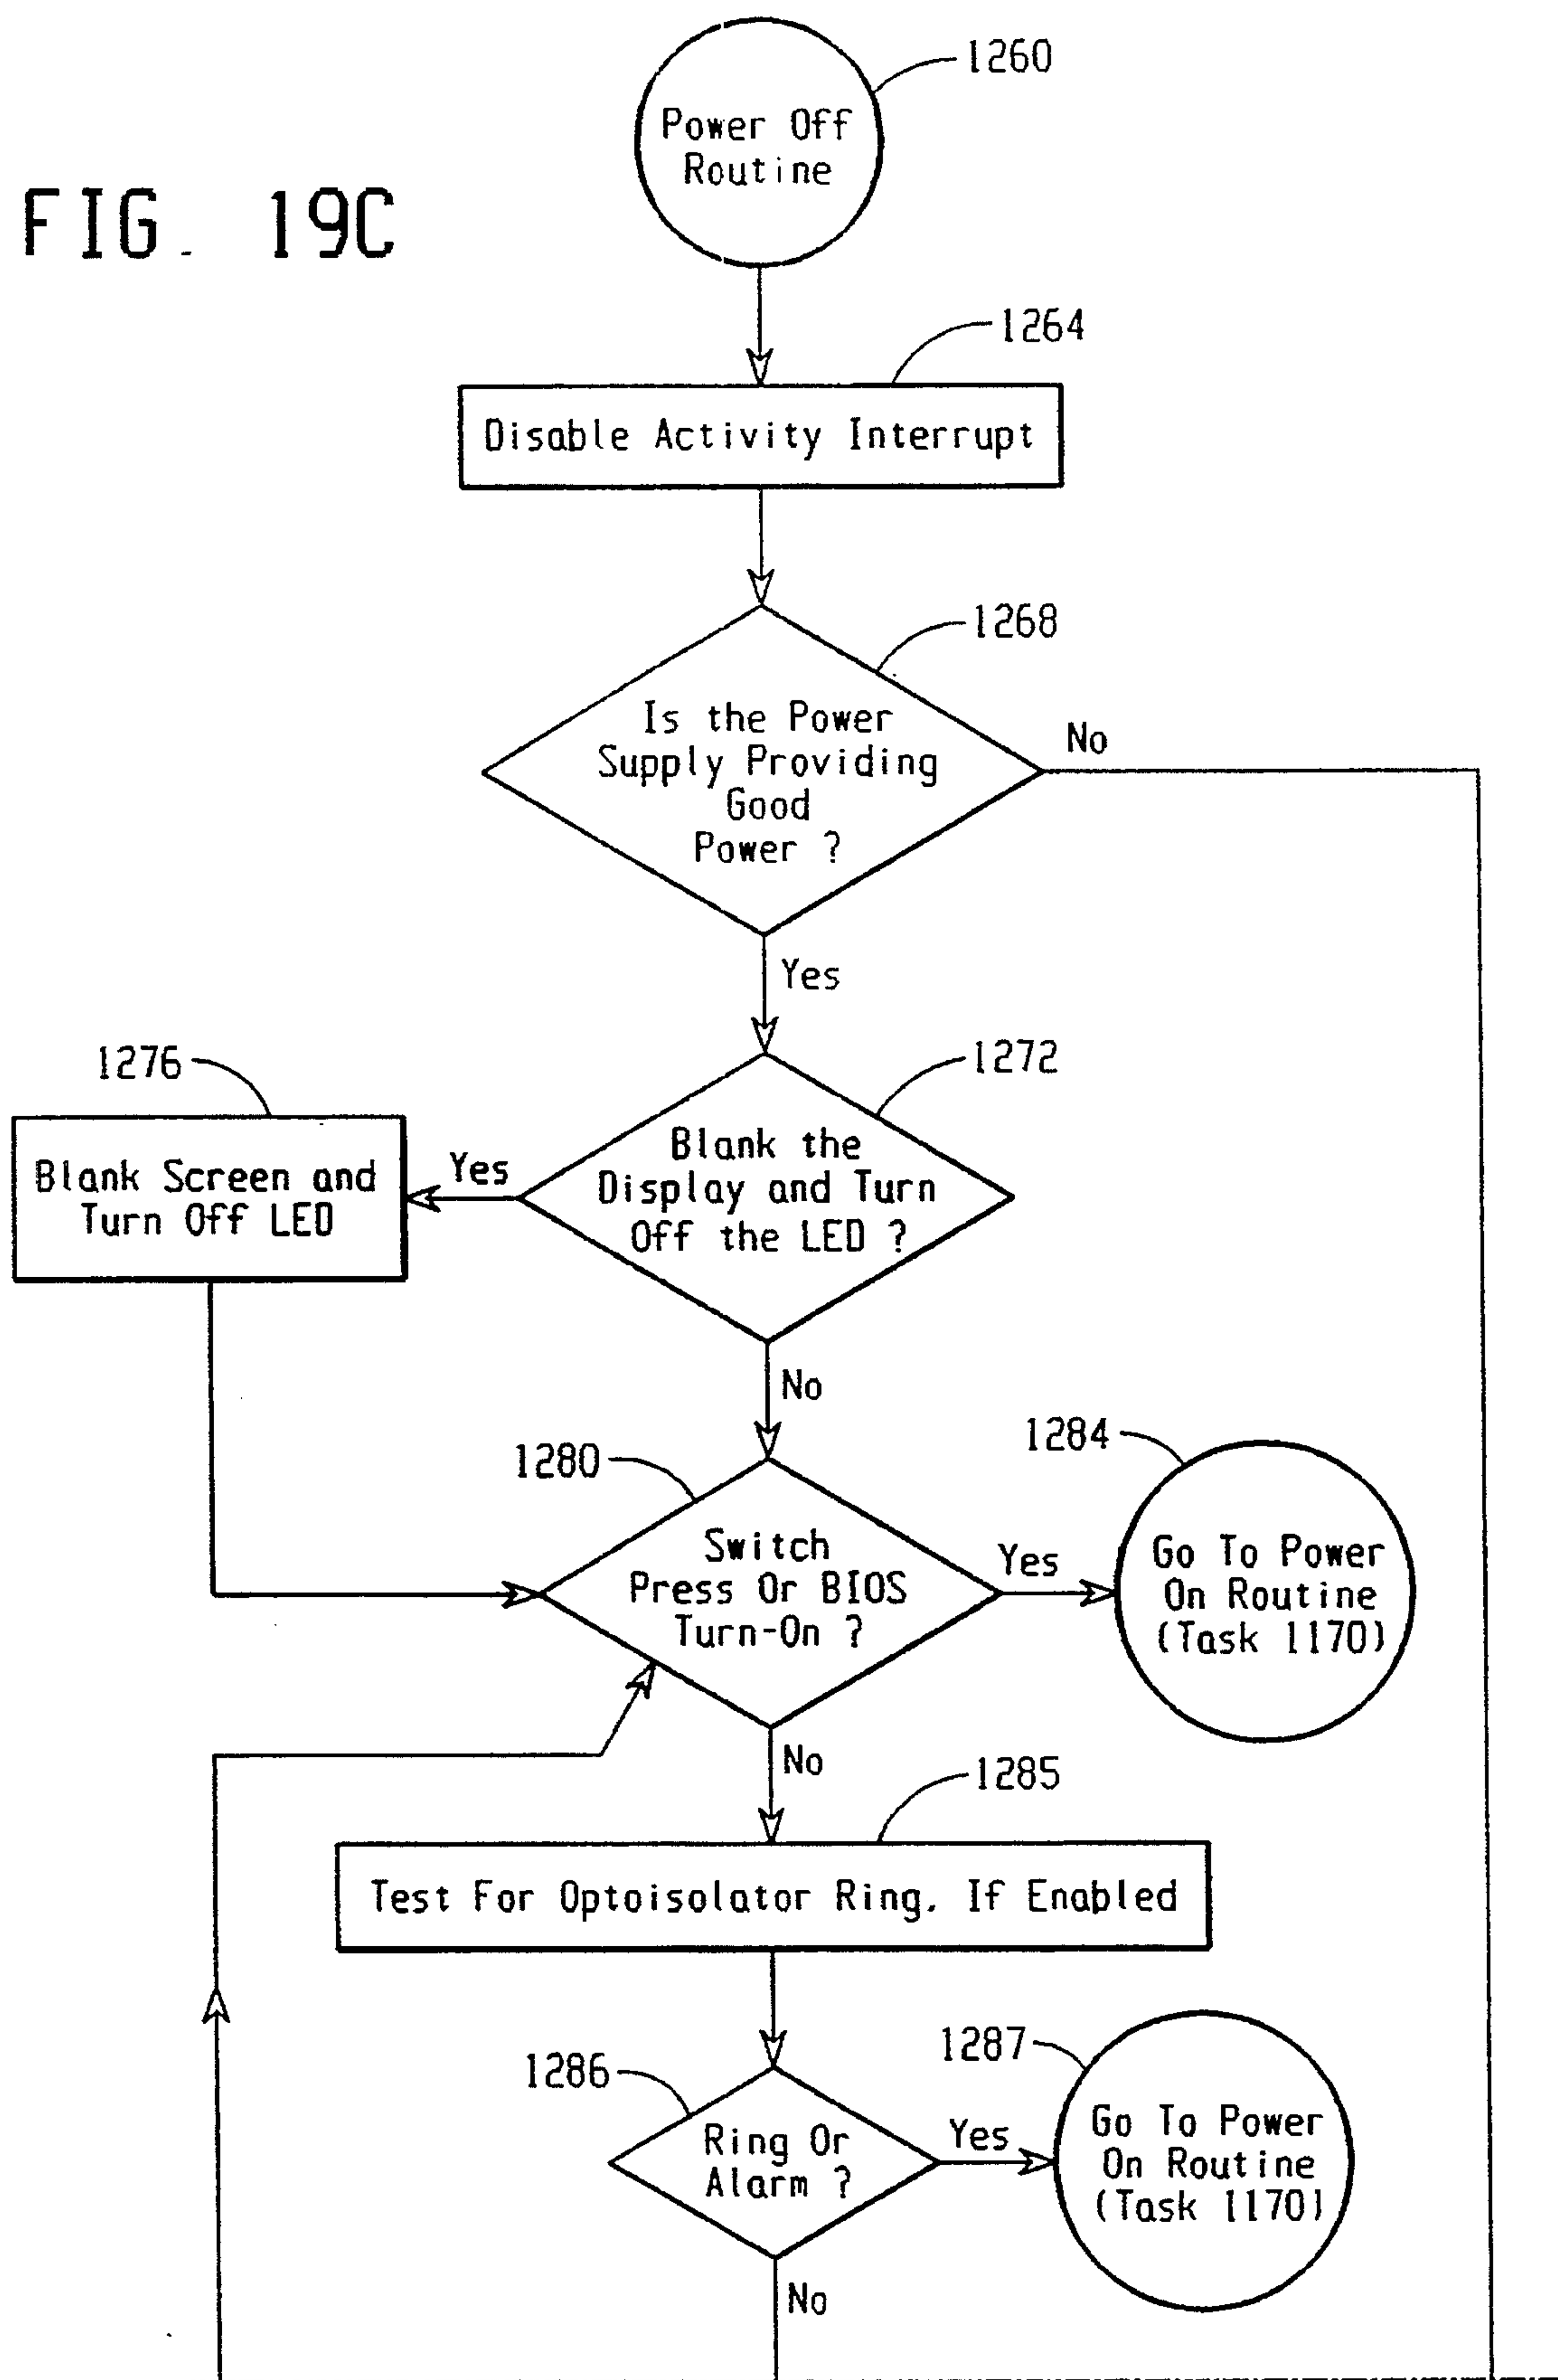 1260
Power Off
Routine
FIG. 19C
1264
Disable Activity Interrupt
1268
Is the Power
Supply Providing
Good
Power ?
No
Yes
1276
1272
Blank Screen and
Turn Off LED
Yes
Blank the
Display and Turn
Off the LED ?
No
1284
1280
Switch
Press Or BIOS
Turn-On ?
Yes
Go To Power
On Routine
(Task 1170)
No
1285
Test For Optoisolator Ring, If Enabled
1287
1286
Ring Or
Alarm ?
Yes
Go To Power
On Routine
(Task 1170)
No